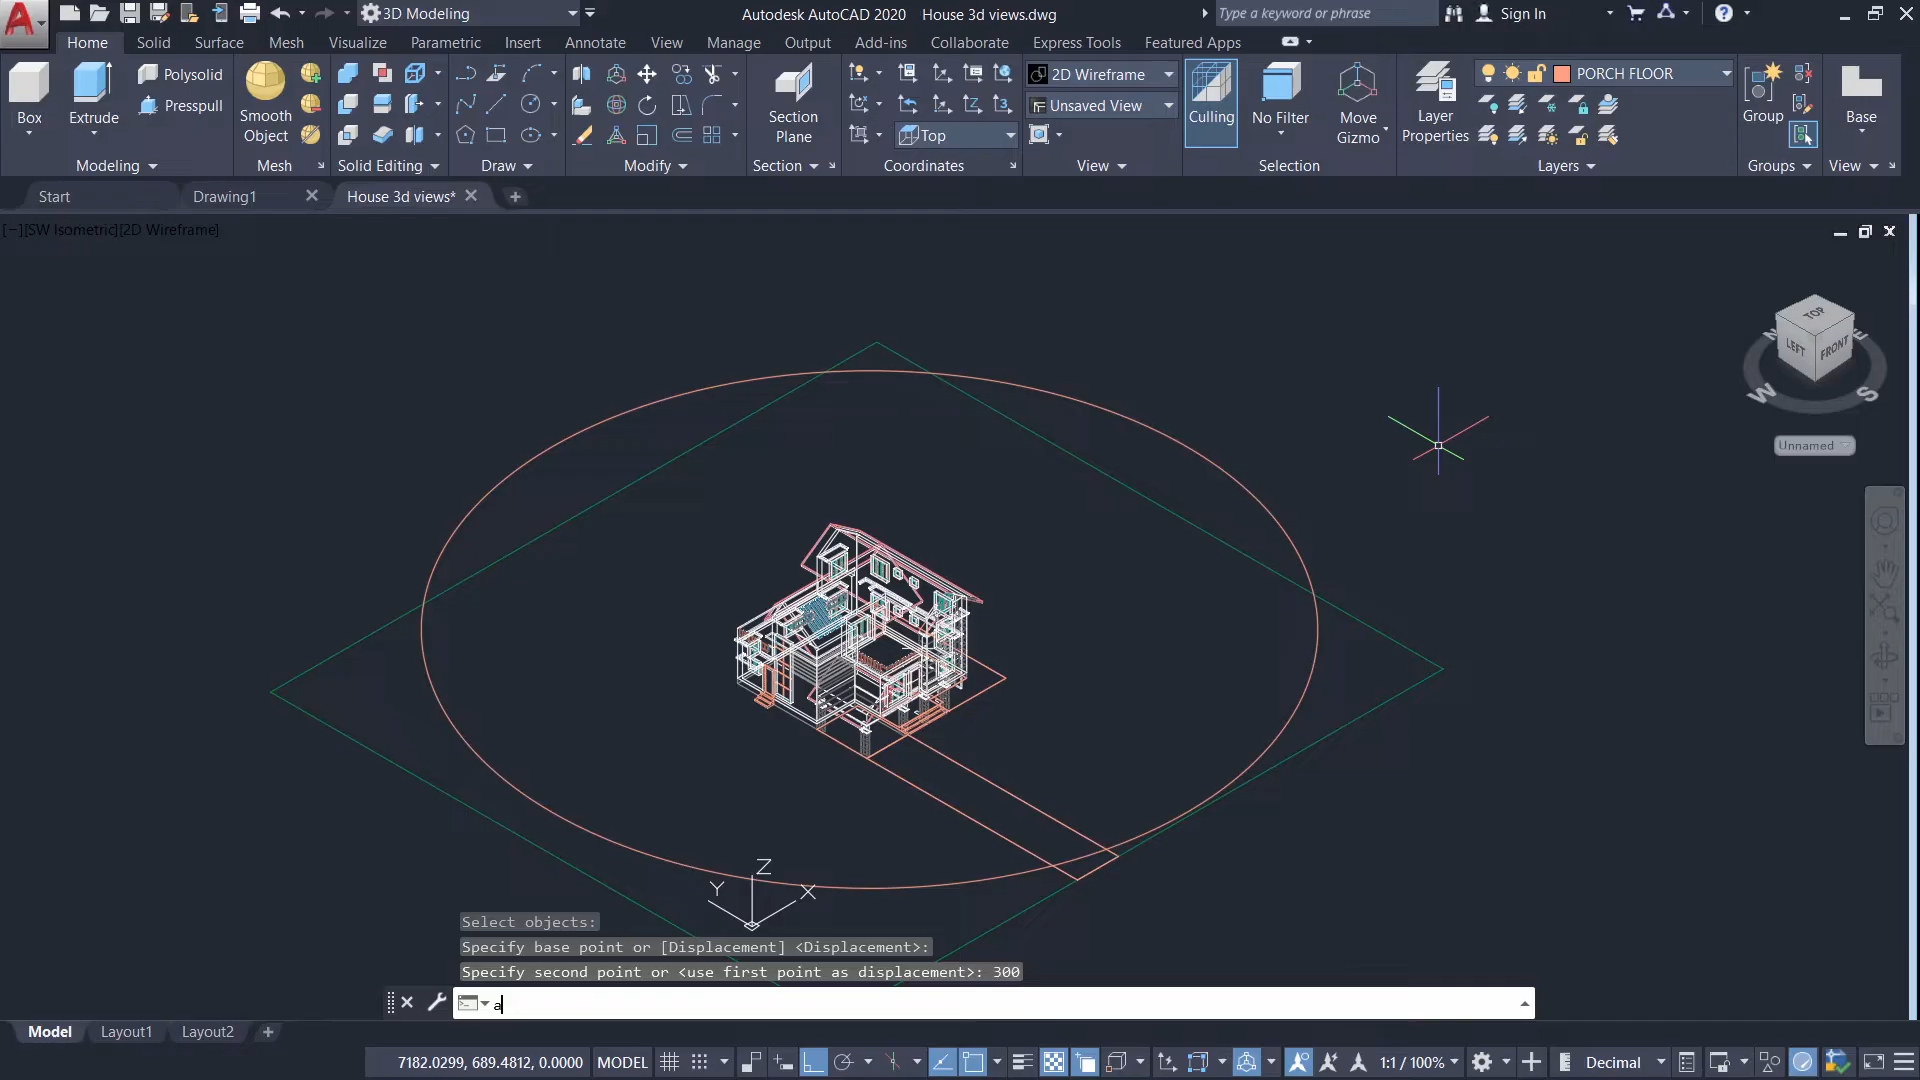 3D Modeling
Autodesk AutoCAD 2020 House 3d views.dwg
Type a keyword or phrase
Sign In
Home Solid Surface Mesh Visualize Parametric Insert Annotate View Manage Output Add-ins Collaborate Express Tools Featured Apps
Box
Extrude
Polysolid
Presspull
Modeling
Smooth
Object
Mesh
Solid Editing
Draw
Modify
Section
Plane
Section
Top
Coordinates
2D Wireframe
Unsaved View
View
Culling
No Filter
Move
Gizmo
Selection
Layer
Properties
PORCH FLOOR
Layers
Group
Groups
Base
View
Start
Drawing1
House 3d views*
[−][SW Isometric][2D Wireframe]
TOP
LEFT
FRONT
N
E
W
S
Unnamed
Z
Y
X
Select objects:
Specify base point or [Displacement] <Displacement>:
Specify second point or <use first point as displacement>: 300
a
Model Layout1 Layout2
7182.0299, 689.4812, 0.0000 MODEL 1:1 / 100% Decimal